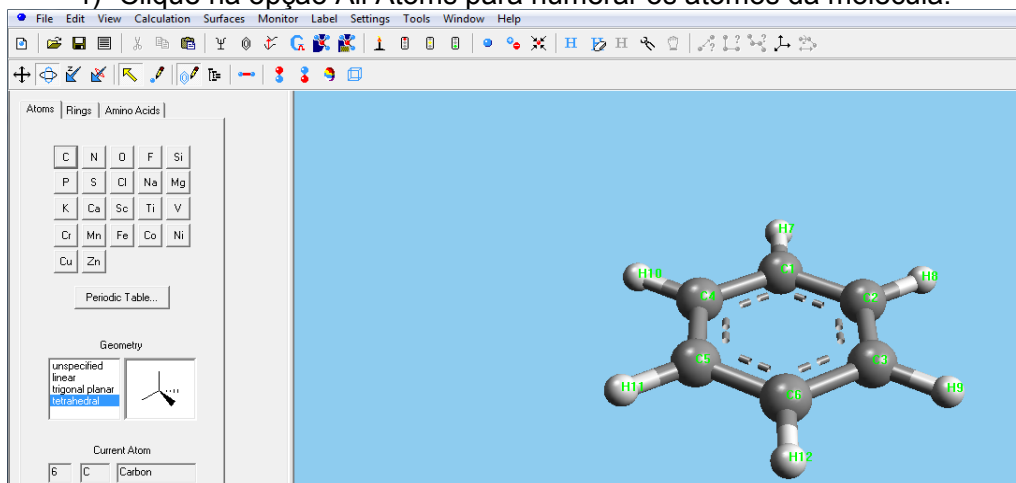 Clique na opção All Atoms para numerar os átomos da molécula.
File Edit View Calculation Surfaces Monitor Label Settings Tools Window Help
Atoms Rings Amino Acids
C N O F Si
P S Cl Na Mg
K Ca Sc Ti V
Cr Mn Fe Co Ni
Cu Zn
Periodic Table...
Geometry
unspecified
linear
trigonal planar
tetrahedral
Current Atom
6 C Carbon
H7
H10 C1 H8
C4 C2
C5 C3
H11 C6 H9
H12